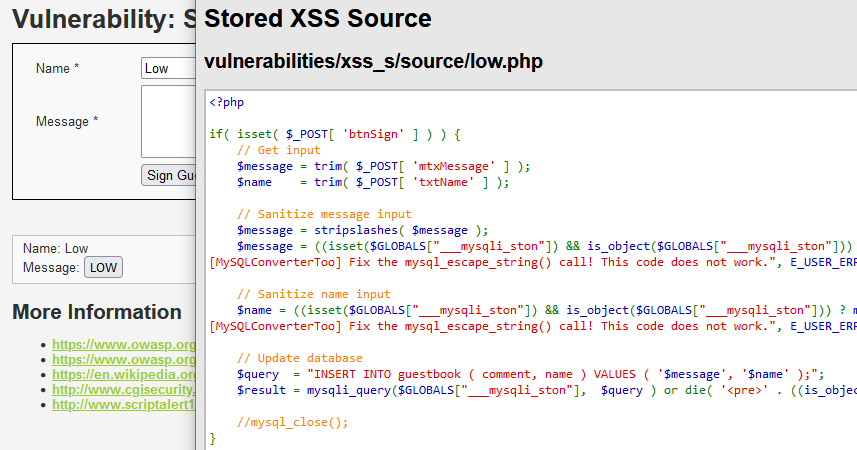 Vulnerability: S
Name *
Low
Message *
Sign Gu
Name: Low
Message: LOW
More Information
https://www.owasp.org
https://www.owasp.org
https://en.wikipedia.org
http://www.cgisecurity.
http://www.scriptalert1
Stored XSS Source
vulnerabilities/xss_s/source/low.php
<?php
if( isset( $_POST[ 'btnSign' ] ) ) {
// Get input
$message = trim( $_POST[ 'mtxMessage' ] );
$name    = trim( $_POST[ 'txtName' ] );
// Sanitize message input
$message = stripslashes( $message );
$message = ((isset($GLOBALS["___mysqli_ston"]) && is_object($GLOBALS["___mysqli_ston"]))
[MySQLConverterToo] Fix the mysql_escape_string() call! This code does not work.", E_USER_ERR
// Sanitize name input
$name = ((isset($GLOBALS["___mysqli_ston"]) && is_object($GLOBALS["___mysqli_ston"])) ? m
[MySQLConverterToo] Fix the mysql_escape_string() call! This code does not work.", E_USER_ERR
// Update database
$query  = "INSERT INTO guestbook ( comment, name ) VALUES ( '$message', '$name' );";
$result = mysqli_query($GLOBALS["___mysqli_ston"],  $query ) or die( '<pre>' . ((is_objec
//mysql_close();
}